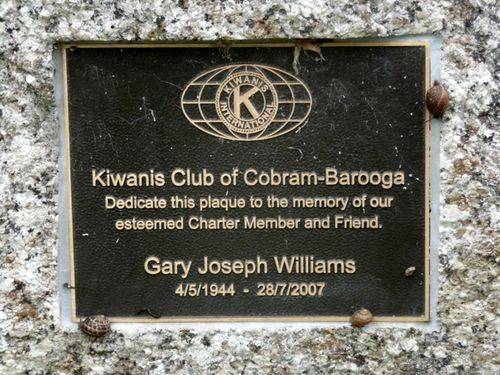 KIWANIS
K
INTERNATIONAL
Kiwanis Club of Cobram-Barooga
Dedicate this plaque to the memory of our
esteemed Charter Member and Friend.
Gary Joseph Williams
4/5/1944 - 28/7/2007